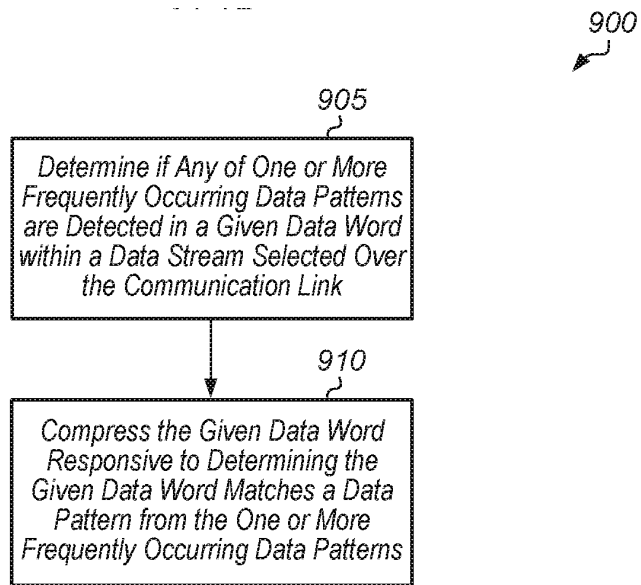 900
905
Determine if Any of One or More
Frequently Occurring Data Patterns
are Detected in a Given Data Word
within a Data Stream Selected Over
the Communication Link
910
Compress the Given Data Word
Responsive to Determining the
Given Data Word Matches a Data
Pattern from the One or More
Frequently Occurring Data Patterns